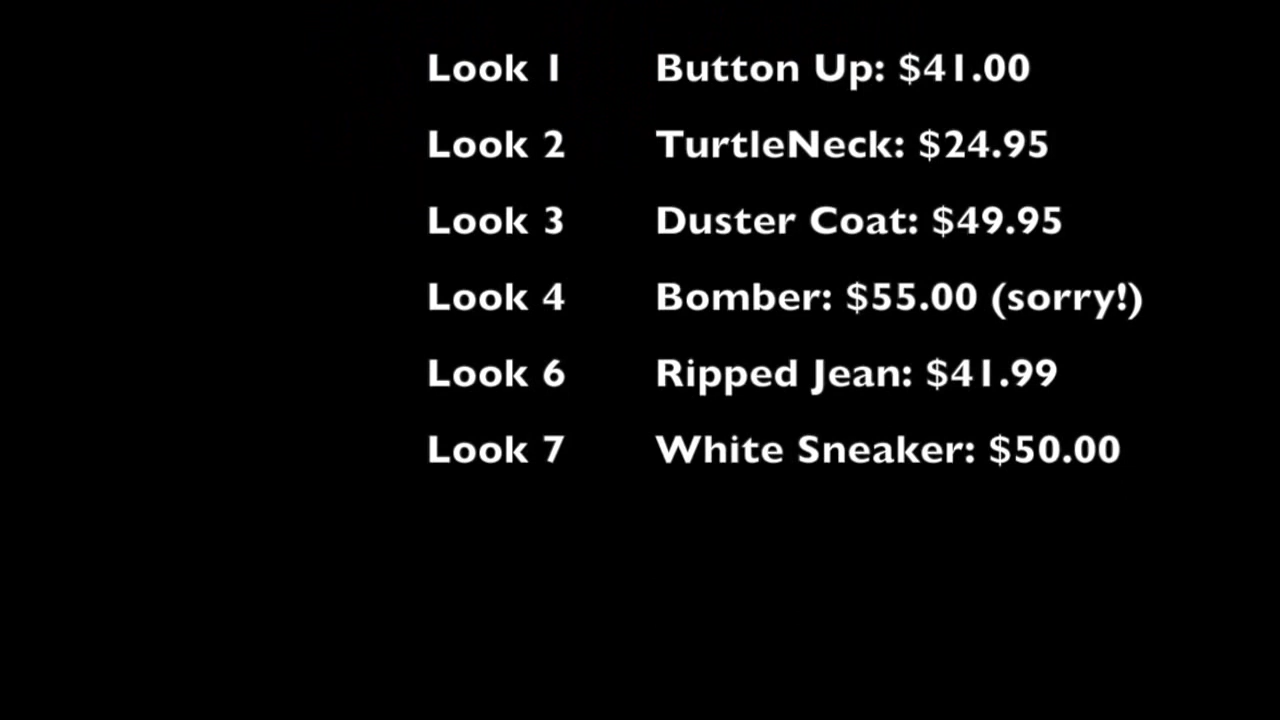 Look 1 Button Up: $41.00
Look 2 TurtleNeck: $24.95
Look 3 Duster Coat: $49.95
Look 4 Bomber: $55.00 (sorry!)
Look 6 Ripped Jean: $41.99
Look 7 White Sneaker: $50.00